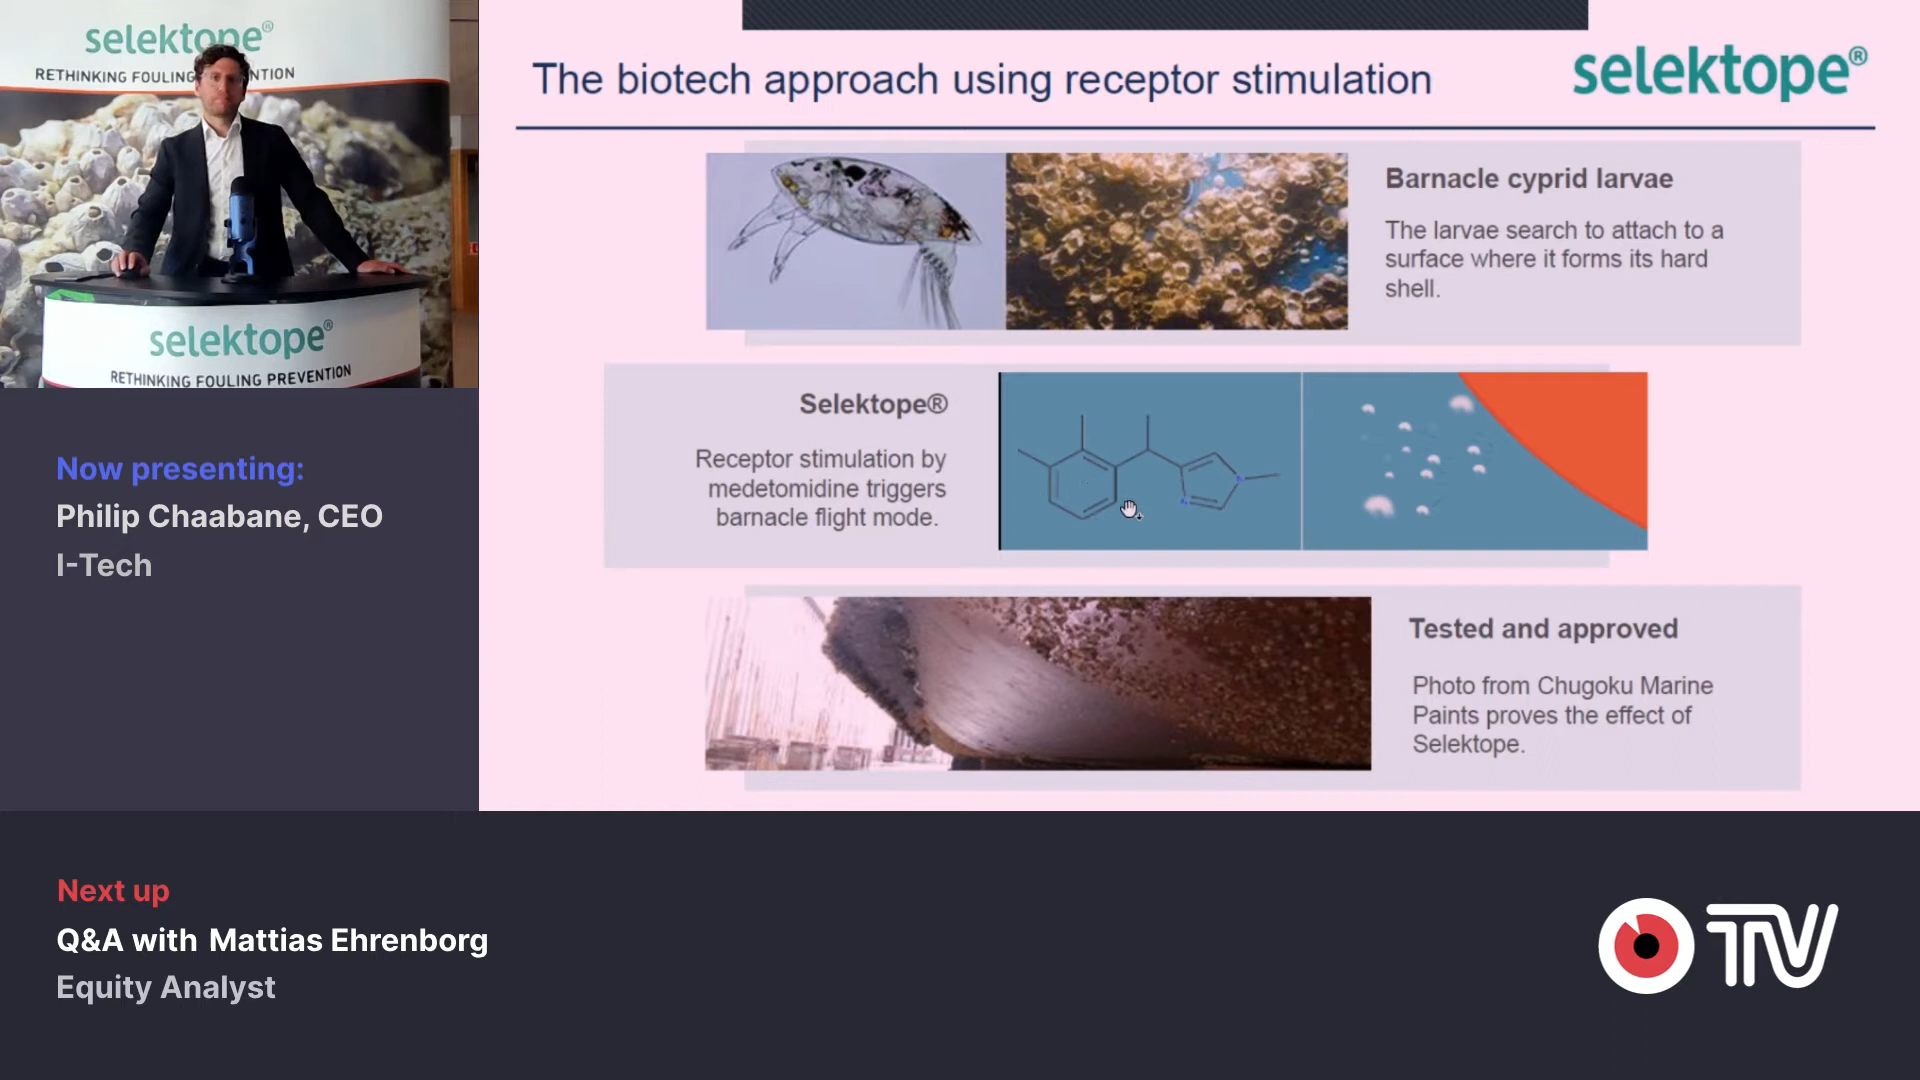 selektope®
RETHINKING FOULING
NTION
selektope®
RETHINKING FOULING PREVENTION
Now presenting:
Philip Chaabane, CEO
I-Tech
The biotech approach using receptor stimulation
selektope®
Barnacle cyprid larvae
The larvae search to attach to a
surface where it forms its hard
shell.
Selektope®
Receptor stimulation by
medetomidine triggers
barnacle flight mode.
Tested and approved
Photo from Chugoku Marine
Paints proves the effect of
Selektope.
Next up
Q&A with Mattias Ehrenborg
Equity Analyst
TV